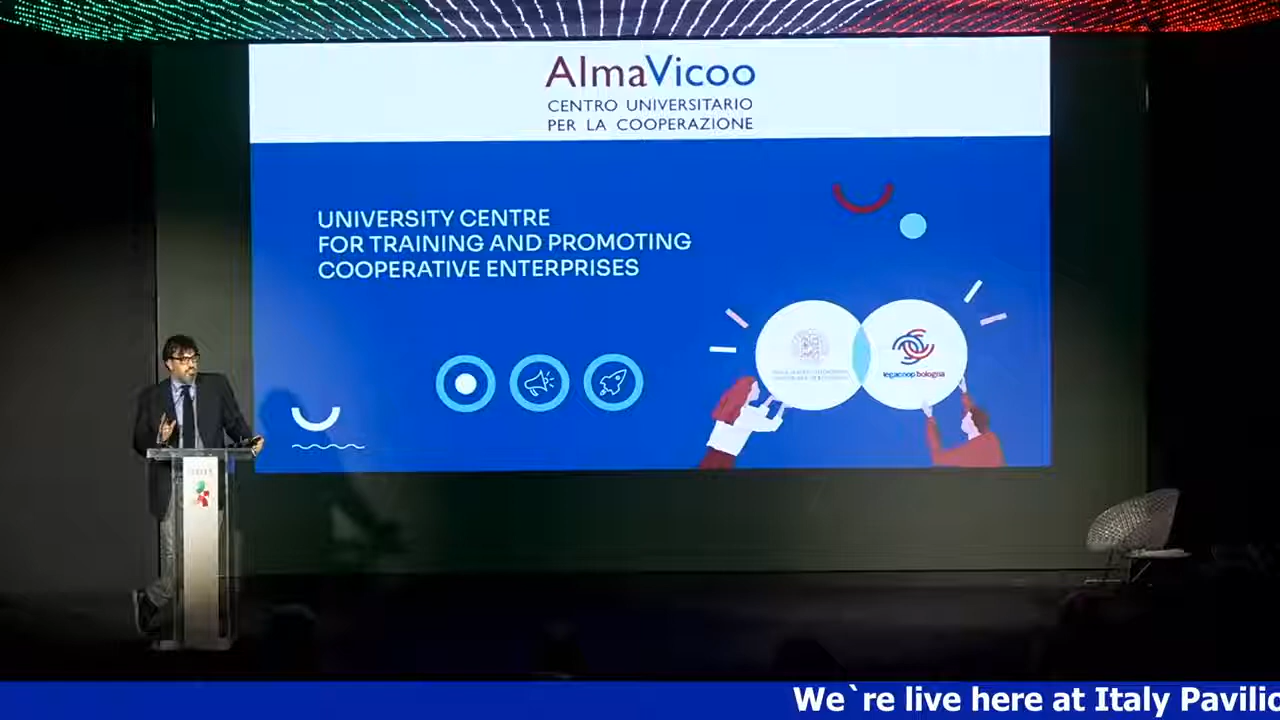 AlmaVicoo
CENTRO UNIVERSITARIO
PER LA COOPERAZIONE
UNIVERSITY CENTRE
FOR TRAINING AND PROMOTING
COOPERATIVE ENTERPRISES
legacoop bologna
We`re live here at Italy Pavilio